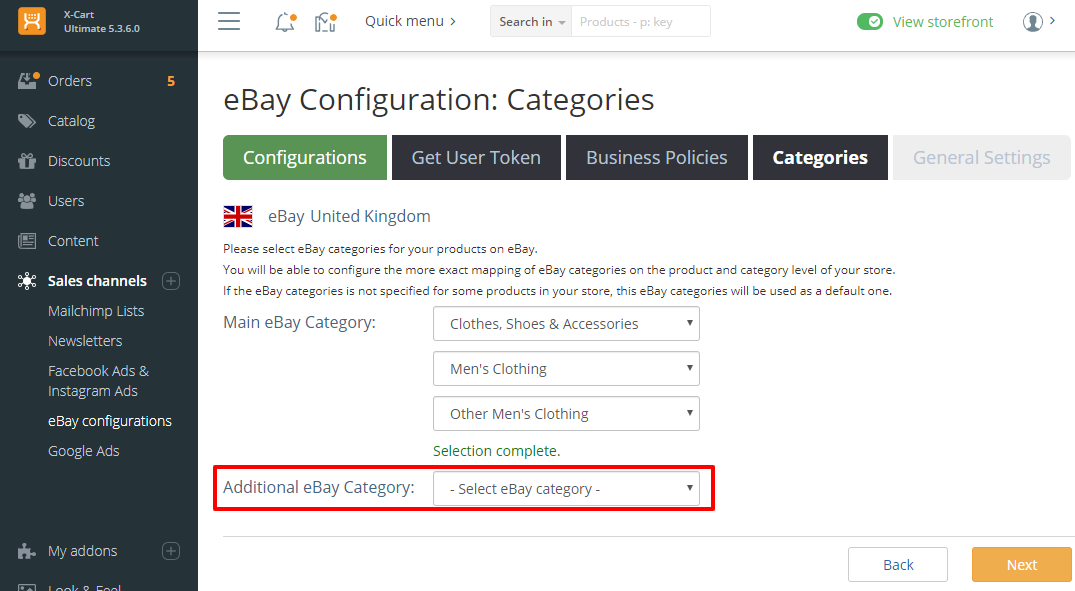 X-Cart
Ultimate 5.3.6.0
Quick menu
Search in
Products - p: key
View storefront
Orders 5
Catalog
Discounts
Users
Content
Sales channels
Mailchimp Lists
Newsletters
Facebook Ads &
Instagram Ads
eBay configurations
Google Ads
My addons
Look & Feel
eBay Configuration: Categories
Configurations
Get User Token
Business Policies
Categories
General Settings
eBay United Kingdom
Please select eBay categories for your products on eBay.
You will be able to configure the more exact mapping of eBay categories on the product and category level of your store.
If the eBay categories is not specified for some products in your store, this eBay categories will be used as a default one.
Main eBay Category:
Clothes, Shoes & Accessories
Men's Clothing
Other Men's Clothing
Selection complete.
Additional eBay Category:
- Select eBay category -
Back
Next